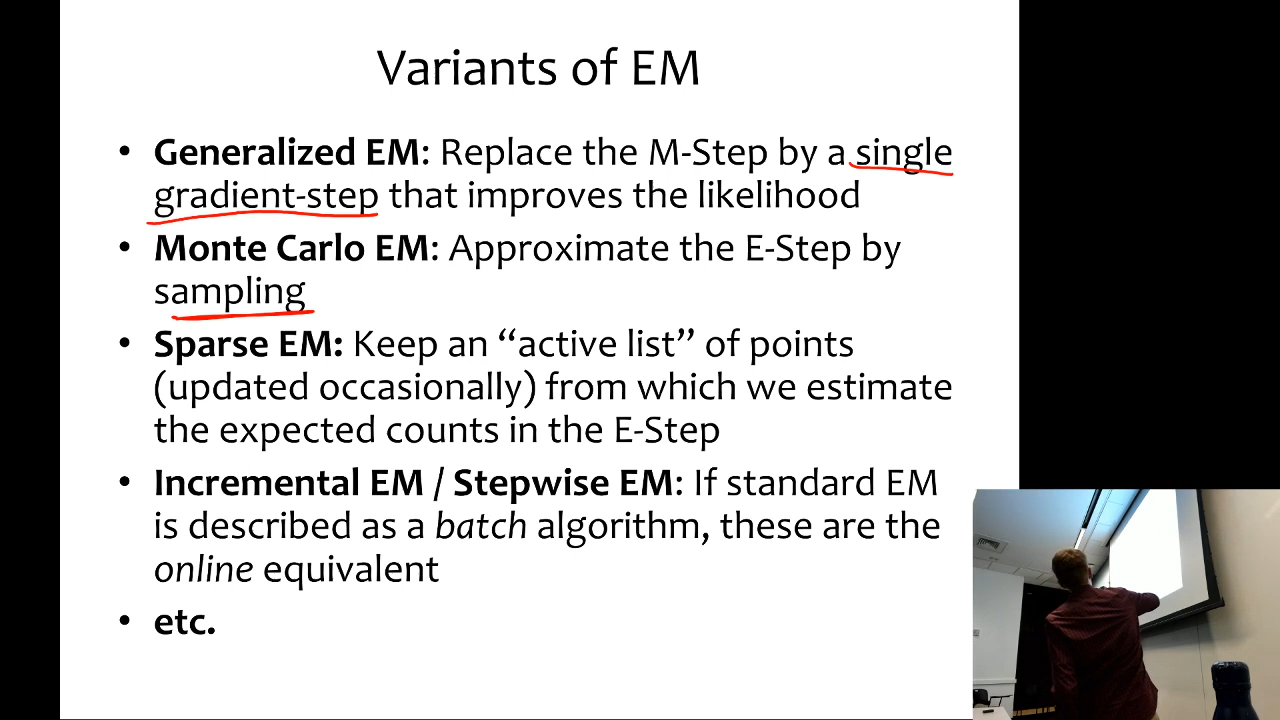 Variants of EM
• Generalized EM: Replace the M-Step by a single
gradient-step that improves the likelihood
• Monte Carlo EM: Approximate the E-Step by
sampling
• Sparse EM: Keep an “active list” of points
(updated occasionally) from which we estimate
the expected counts in the E-Step
• Incremental EM / Stepwise EM: If standard EM
is described as a batch algorithm, these are the
online equivalent
• etc.